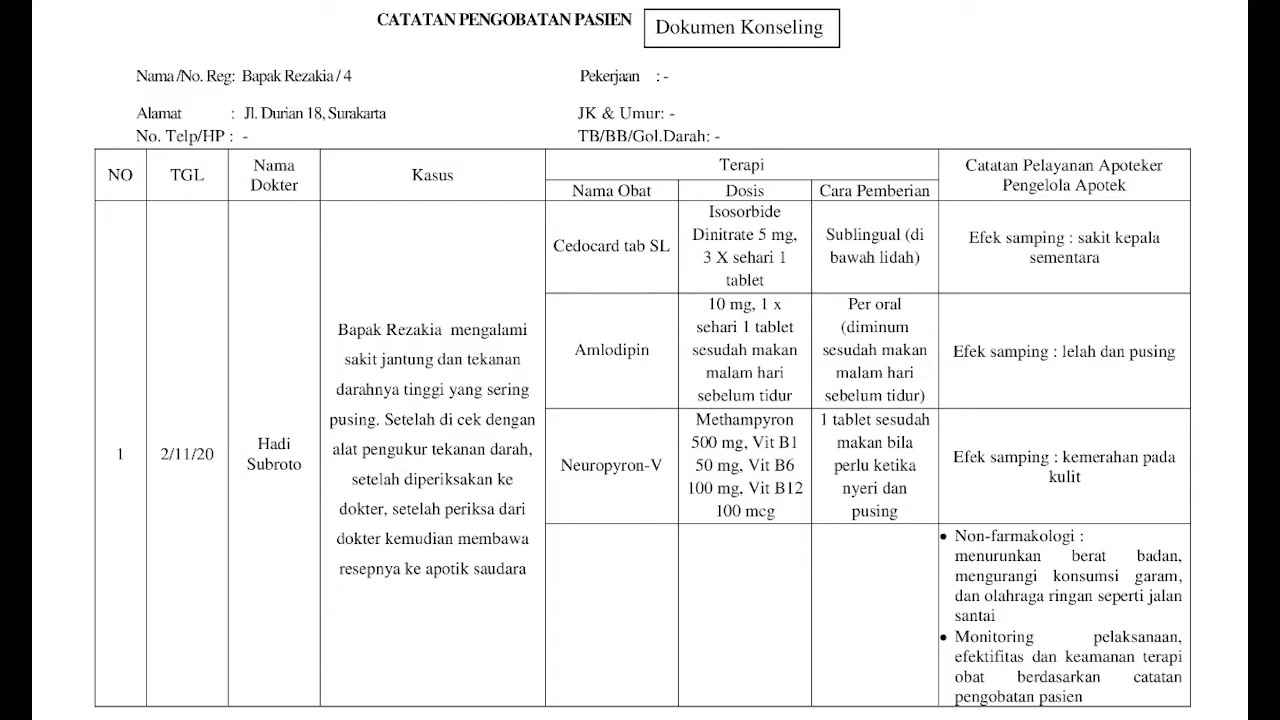 CATATAN PENGOBATAN PASIEN
Dokumen Konseling
Nama /No. Reg: Bapak Rezakia / 4
Pekerjaan : -
Alamat : Jl. Durian 18, Surakarta
JK & Umur: -
No. Telp/HP : -
TB/BB/Gol.Darah: -
NO
TGL
Nama
Dokter
Kasus
Terapi
Nama Obat
Dosis
Cara Pemberian
Catatan Pelayanan Apoteker
Pengelola Apotek
1
2/11/20
Hadi
Subroto
Bapak Rezakia mengalami
sakit jantung dan tekanan
darahnya tinggi yang sering
pusing. Setelah di cek dengan
alat pengukur tekanan darah,
setelah diperiksakan ke
dokter, setelah periksa dari
dokter kemudian membawa
resepnya ke apotik saudara
Cedocard tab SL
Isosorbide
Dinitrate 5 mg,
3 X sehari 1
tablet
Sublingual (di
bawah lidah)
Efek samping : sakit kepala
sementara
Amlodipin
10 mg, 1 x
sehari 1 tablet
sesudah makan
malam hari
sebelum tidur
Per oral
(diminum
sesudah makan
malam hari
sebelum tidur)
Efek samping : lelah dan pusing
Neuropyron-V
Methampyron
500 mg, Vit B1
50 mg, Vit B6
100 mg, Vit B12
100 mcg
1 tablet sesudah
makan bila
perlu ketika
nyeri dan
pusing
Efek samping : kemerahan pada
kulit
• Non-farmakologi :
menurunkan berat badan,
mengurangi konsumsi garam,
dan olahraga ringan seperti jalan
santai
• Monitoring pelaksanaan,
efektifitas dan keamanan terapi
obat berdasarkan catatan
pengobatan pasien